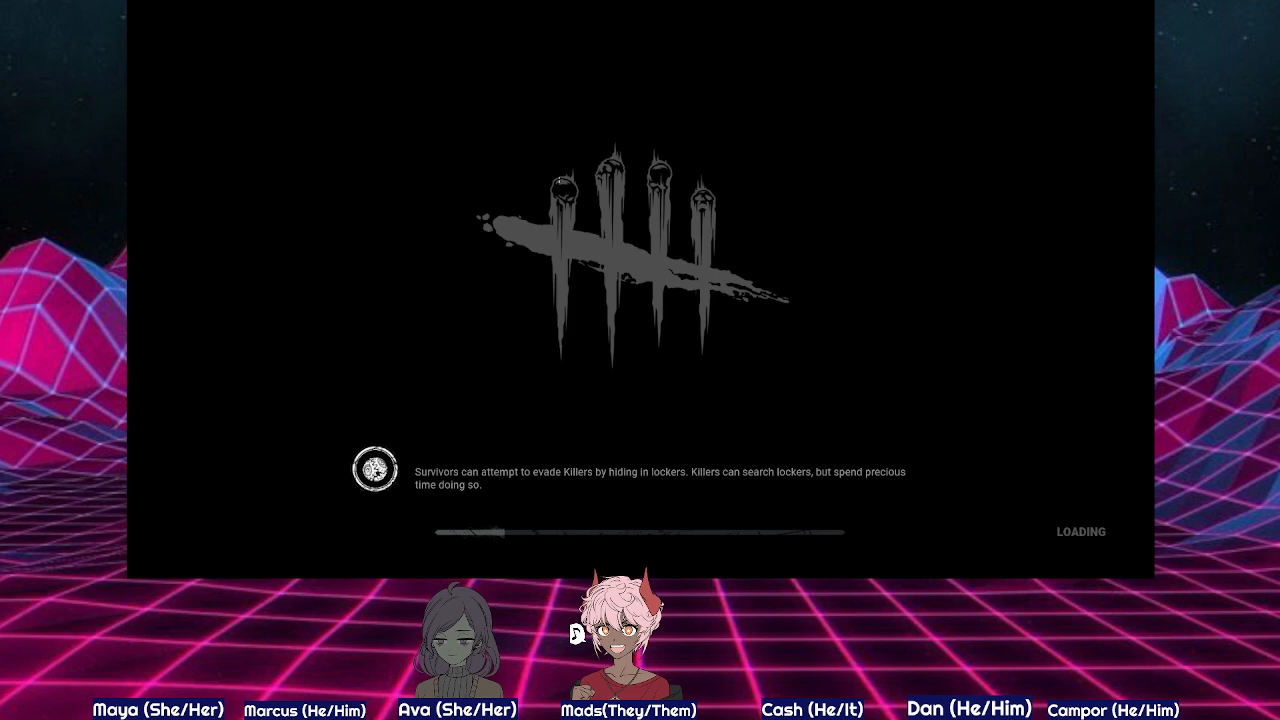 Survivors can attempt to evade Killers by hiding in lockers. Killers can search lockers, but spend precious
time doing so.
LOADING
Maya (She/Her)
Marcus (He/Him)
Ava (She/Her)
Mads(They/Them)
Cash (He/It)
Dan (He/Him)
Campor (He/Him)